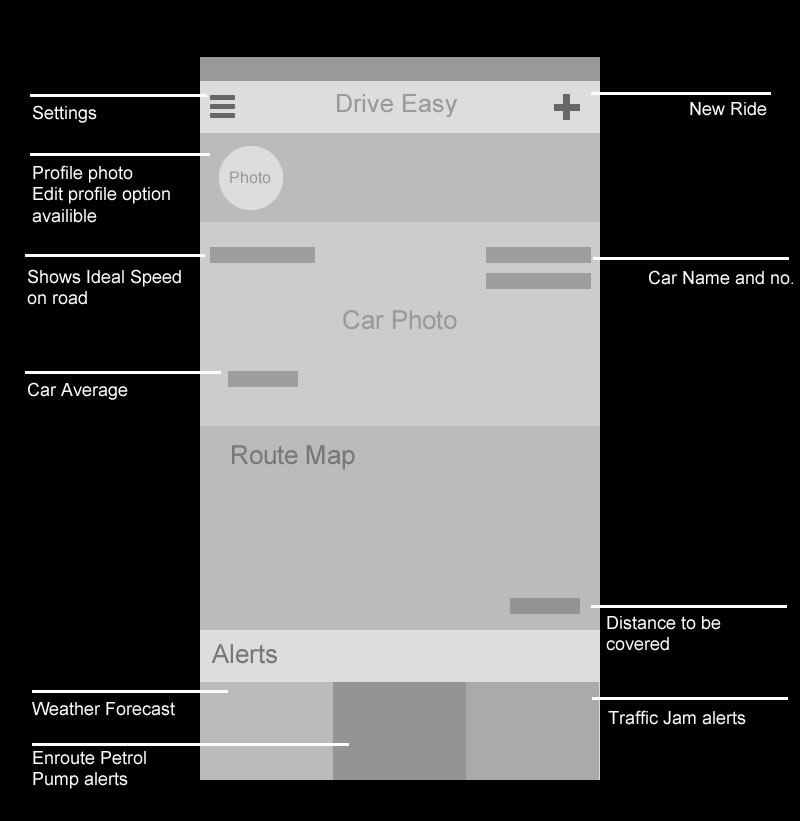 Drive Easy
Settings
New Ride
Profile photo
Edit profile option
availible
Photo
Shows Ideal Speed
on road
Car Name and no.
Car Photo
Car Average
Route Map
Distance to be
covered
Alerts
Weather Forecast
Traffic Jam alerts
Enroute Petrol
Pump alerts